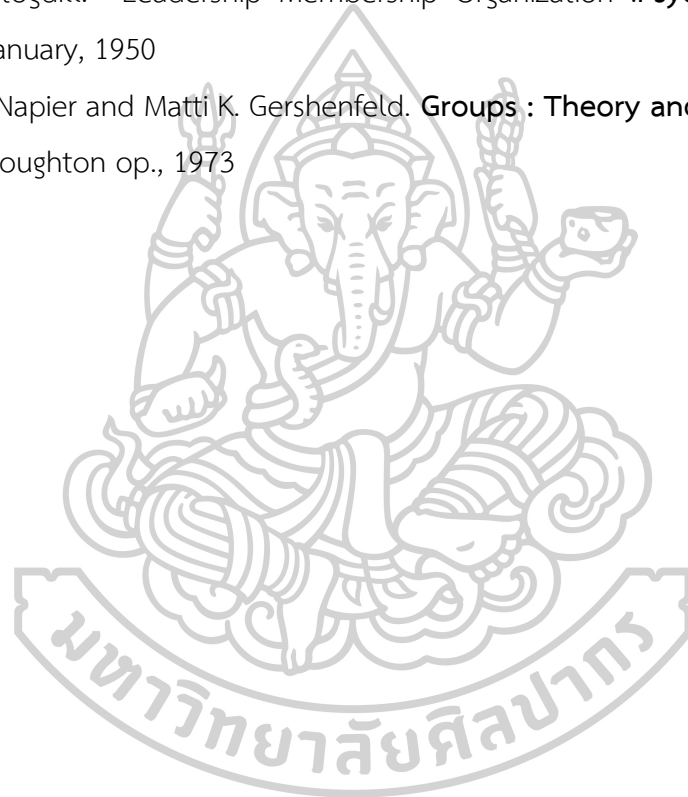 Leadership Membership Organization
anuary, 1950
Napier and Matti K. Gershenfeld. Groups : Theory and
oughton op., 1973
มหาวิทยาลัยศิลปากร